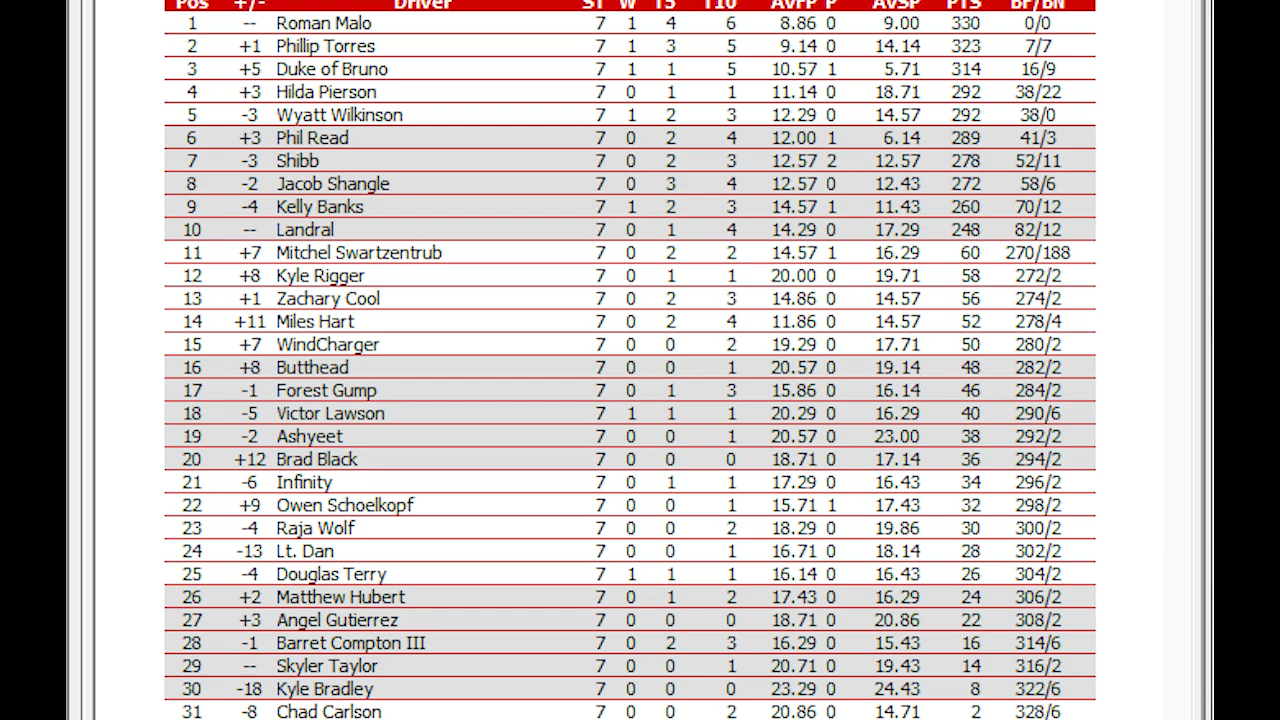 Pos +/- Driver ST W T5 T10 AvFP P AvSP PTS BF/BN
1 -- Roman Malo 7 1 4 6 8.86 0 9.00 330 0/0
2 +1 Phillip Torres 7 1 3 5 9.14 0 14.14 323 7/7
3 +5 Duke of Bruno 7 1 1 5 10.57 1 5.71 314 16/9
4 +3 Hilda Pierson 7 0 1 1 11.14 0 18.71 292 38/22
5 -3 Wyatt Wilkinson 7 1 2 3 12.29 0 14.57 292 38/0
6 +3 Phil Read 7 0 2 4 12.00 1 6.14 289 41/3
7 -3 Shibb 7 0 2 3 12.57 2 12.57 278 52/11
8 -2 Jacob Shangle 7 0 3 4 12.57 0 12.43 272 58/6
9 -4 Kelly Banks 7 1 2 3 14.57 1 11.43 260 70/12
10 -- Landral 7 0 1 4 14.29 0 17.29 248 82/12
11 +7 Mitchel Swartzentrub 7 0 2 2 14.57 1 16.29 60 270/188
12 +8 Kyle Rigger 7 0 1 1 20.00 0 19.71 58 272/2
13 +1 Zachary Cool 7 0 2 3 14.86 0 14.57 56 274/2
14 +11 Miles Hart 7 0 2 4 11.86 0 14.57 52 278/4
15 +7 WindCharger 7 0 0 2 19.29 0 17.71 50 280/2
16 +8 Butthead 7 0 0 1 20.57 0 19.14 48 282/2
17 -1 Forest Gump 7 0 1 3 15.86 0 16.14 46 284/2
18 -5 Victor Lawson 7 1 1 1 20.29 0 16.29 40 290/6
19 -2 Ashyeet 7 0 0 1 20.57 0 23.00 38 292/2
20 +12 Brad Black 7 0 0 0 18.71 0 17.14 36 294/2
21 -6 Infinity 7 0 1 1 17.29 0 16.43 34 296/2
22 +9 Owen Schoelkopf 7 0 0 2 15.71 1 17.43 32 298/2
23 -4 Raja Wolf 7 0 0 2 18.29 0 19.86 30 300/2
24 -13 Lt. Dan 7 0 0 1 16.71 0 18.14 28 302/2
25 -4 Douglas Terry 7 1 1 1 16.14 0 16.43 26 304/2
26 +2 Matthew Hubert 7 0 1 2 17.43 0 16.29 24 306/2
27 +3 Angel Gutierrez 7 0 0 0 18.71 0 20.86 22 308/2
28 -1 Barret Compton III 7 0 2 3 16.29 0 15.43 16 314/6
29 -- Skyler Taylor 7 0 0 1 20.71 0 19.43 14 316/2
30 -18 Kyle Bradley 7 0 0 0 23.29 0 24.43 8 322/6
31 -8 Chad Carlson 7 0 0 2 20.86 0 14.71 2 328/6